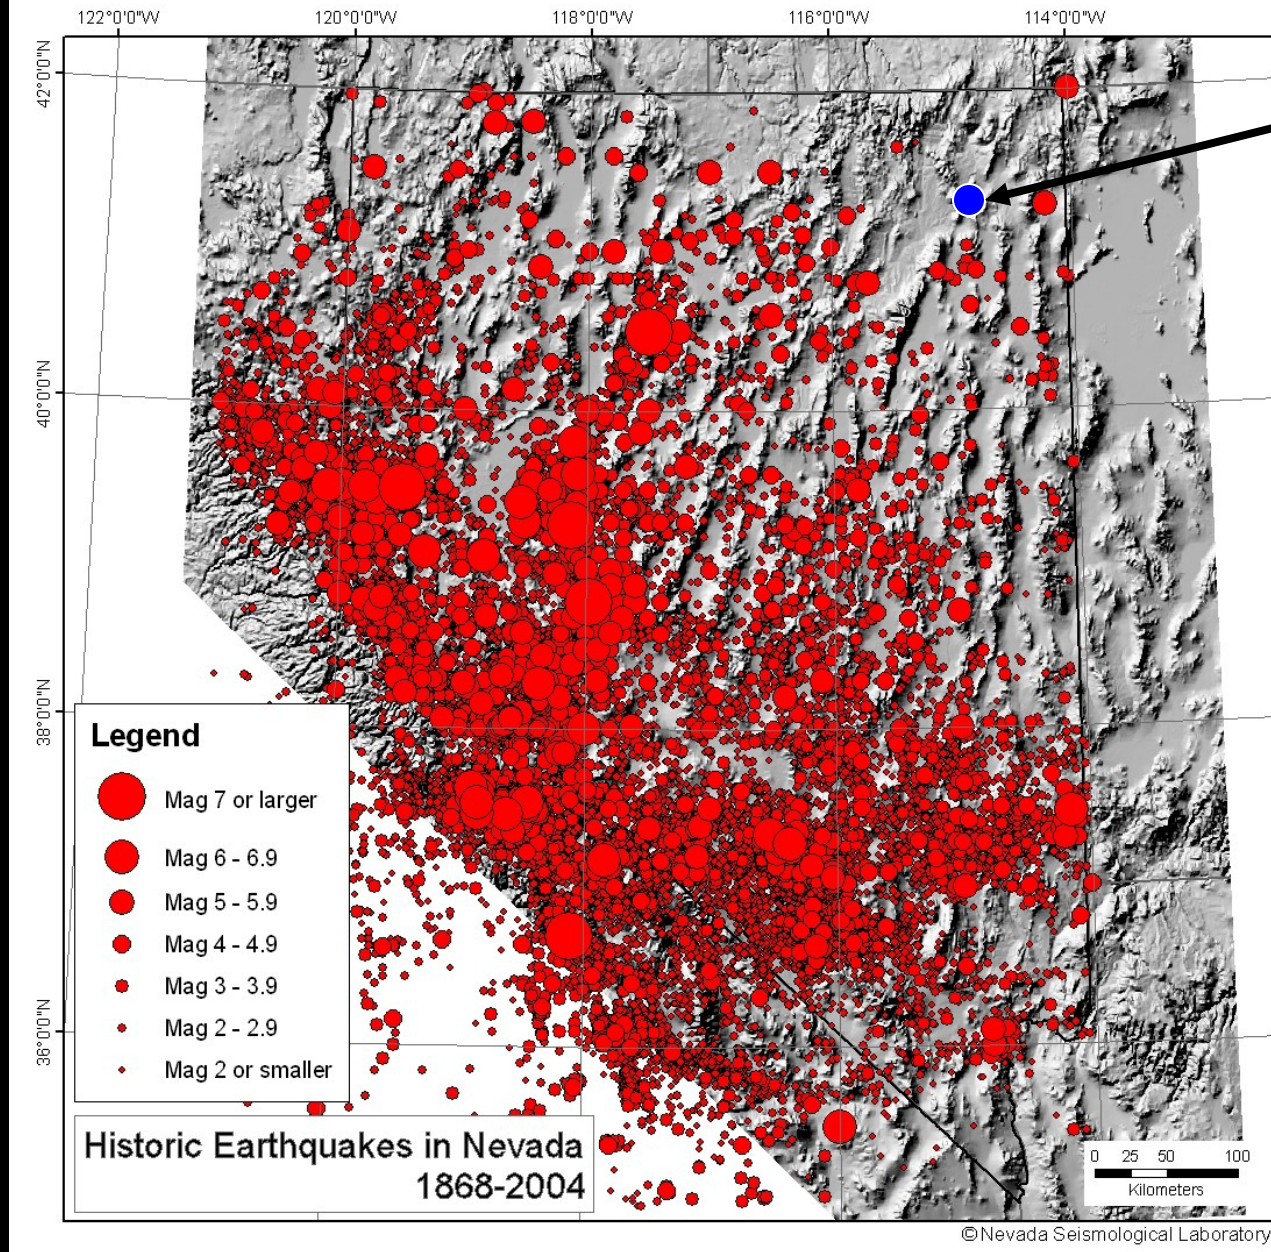 122°0'0"W
120°0'0"W
118°0'0"W
116°0'0"W
114°0'0"W
42°0'0"N
40°0'0"N
38°0'0"N
36°0'0"N
Legend
Mag 7 or larger
Mag 6 - 6.9
Mag 5 - 5.9
Mag 4 - 4.9
Mag 3 - 3.9
Mag 2 - 2.9
Mag 2 or smaller
Historic Earthquakes in Nevada
1868-2004
0 25 50 100
Kilometers
©Nevada Seismological Laboratory